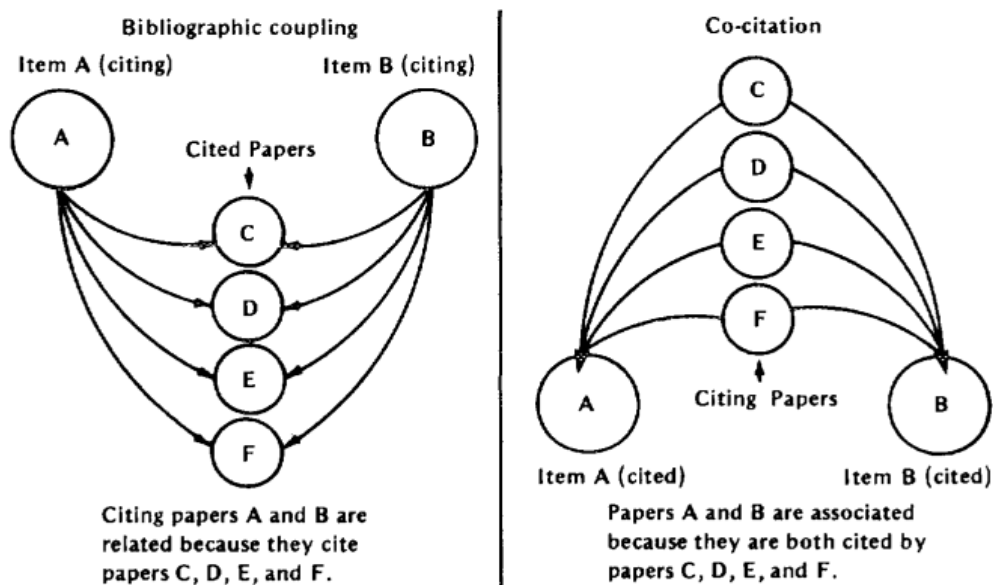 Bibliographic coupling
Item A (citing)
Item B (citing)
A
B
Cited Papers
C
D
E
F
Citing papers A and B are
related because they cite
papers C, D, E, and F.
Co-citation
C
D
E
F
Citing Papers
A
B
Item A (cited)
Item B (cited)
Papers A and B are associated
because they are both cited by
papers C, D, E, and F.